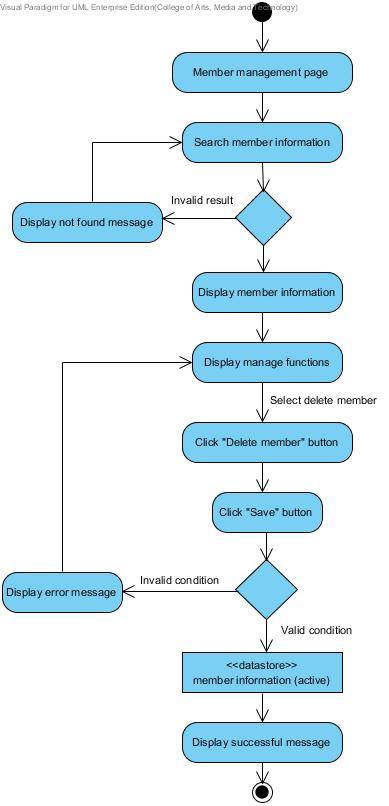 Visual Paradigm for UML Enterprise Edition(College of Arts, Media and Technology)
Member management page
Search member information
Invalid result
Display not found message
Display member information
Display manage functions
Select delete member
Click "Delete member" button
Click "Save" button
Invalid condition
Display error message
Valid condition
<<datastore>>
member information (active)
Display successful message